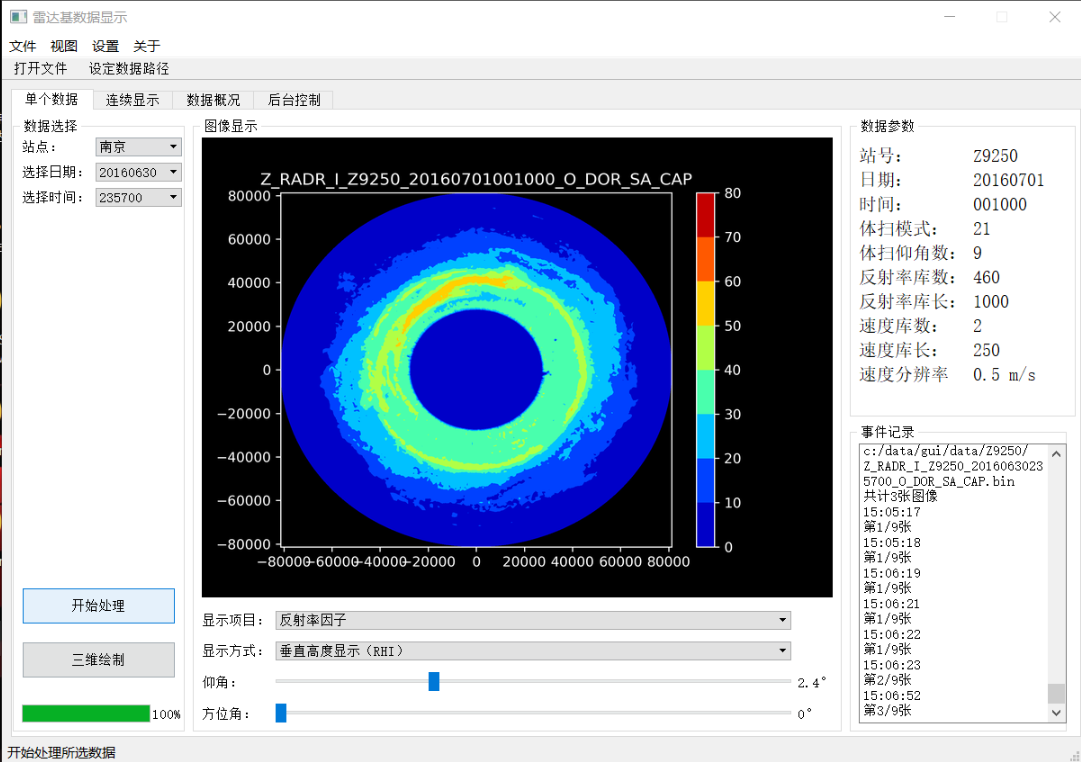 雷达基数据显示
文件 视图 设置 关于
打开文件 设定数据路径
单个数据 连续显示 数据概况 后台控制
数据选择
站点： 南京
选择日期： 20160630
选择时间： 235700
开始处理
三维绘制
100%
图像显示
Z_RADR_I_Z9250_20160701001000_O_DOR_SA_CAP
80000
60000
40000
20000
0
−20000
−40000
−60000
−80000
−80000−60000−40000−20000 0 20000 40000 60000 80000
80
70
60
50
40
30
20
10
0
显示项目： 反射率因子
显示方式： 垂直高度显示（RHI）
仰角： 2.4°
方位角： 0°
数据参数
站号： Z9250
日期： 20160701
时间： 001000
体扫模式： 21
体扫仰角数： 9
反射率库数： 460
反射率库长： 1000
速度库数： 2
速度库长： 250
速度分辨率 0.5 m/s
事件记录
c:/data/gui/data/Z9250/
Z_RADR_I_Z9250_2016063023
5700_O_DOR_SA_CAP.bin
共计3张图像
15:05:17
第1/9张
15:05:18
第1/9张
15:06:19
第1/9张
15:06:21
第1/9张
15:06:22
第1/9张
15:06:23
第2/9张
15:06:52
第3/9张
开始处理所选数据